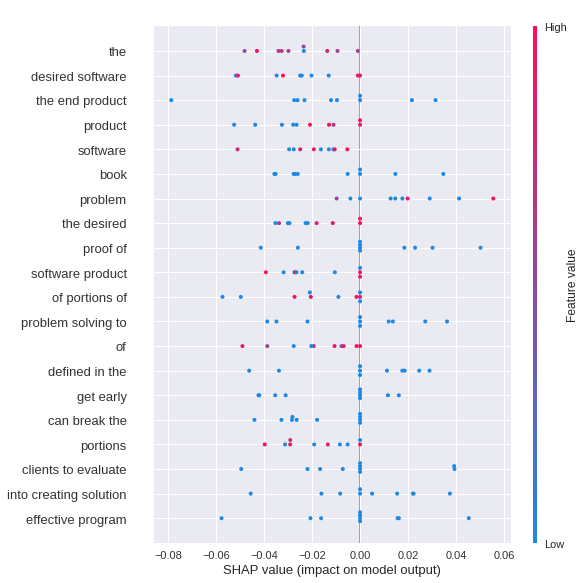 High
the
desired software
the end product
product
software
book
problem
the desired
proof of
software product
of portions of
problem solving to
of
defined in the
get early
can break the
portions
clients to evaluate
into creating solution
effective program
Feature value
Low
−0.08 −0.06 −0.04 −0.02 0.00 0.02 0.04 0.06
SHAP value (impact on model output)